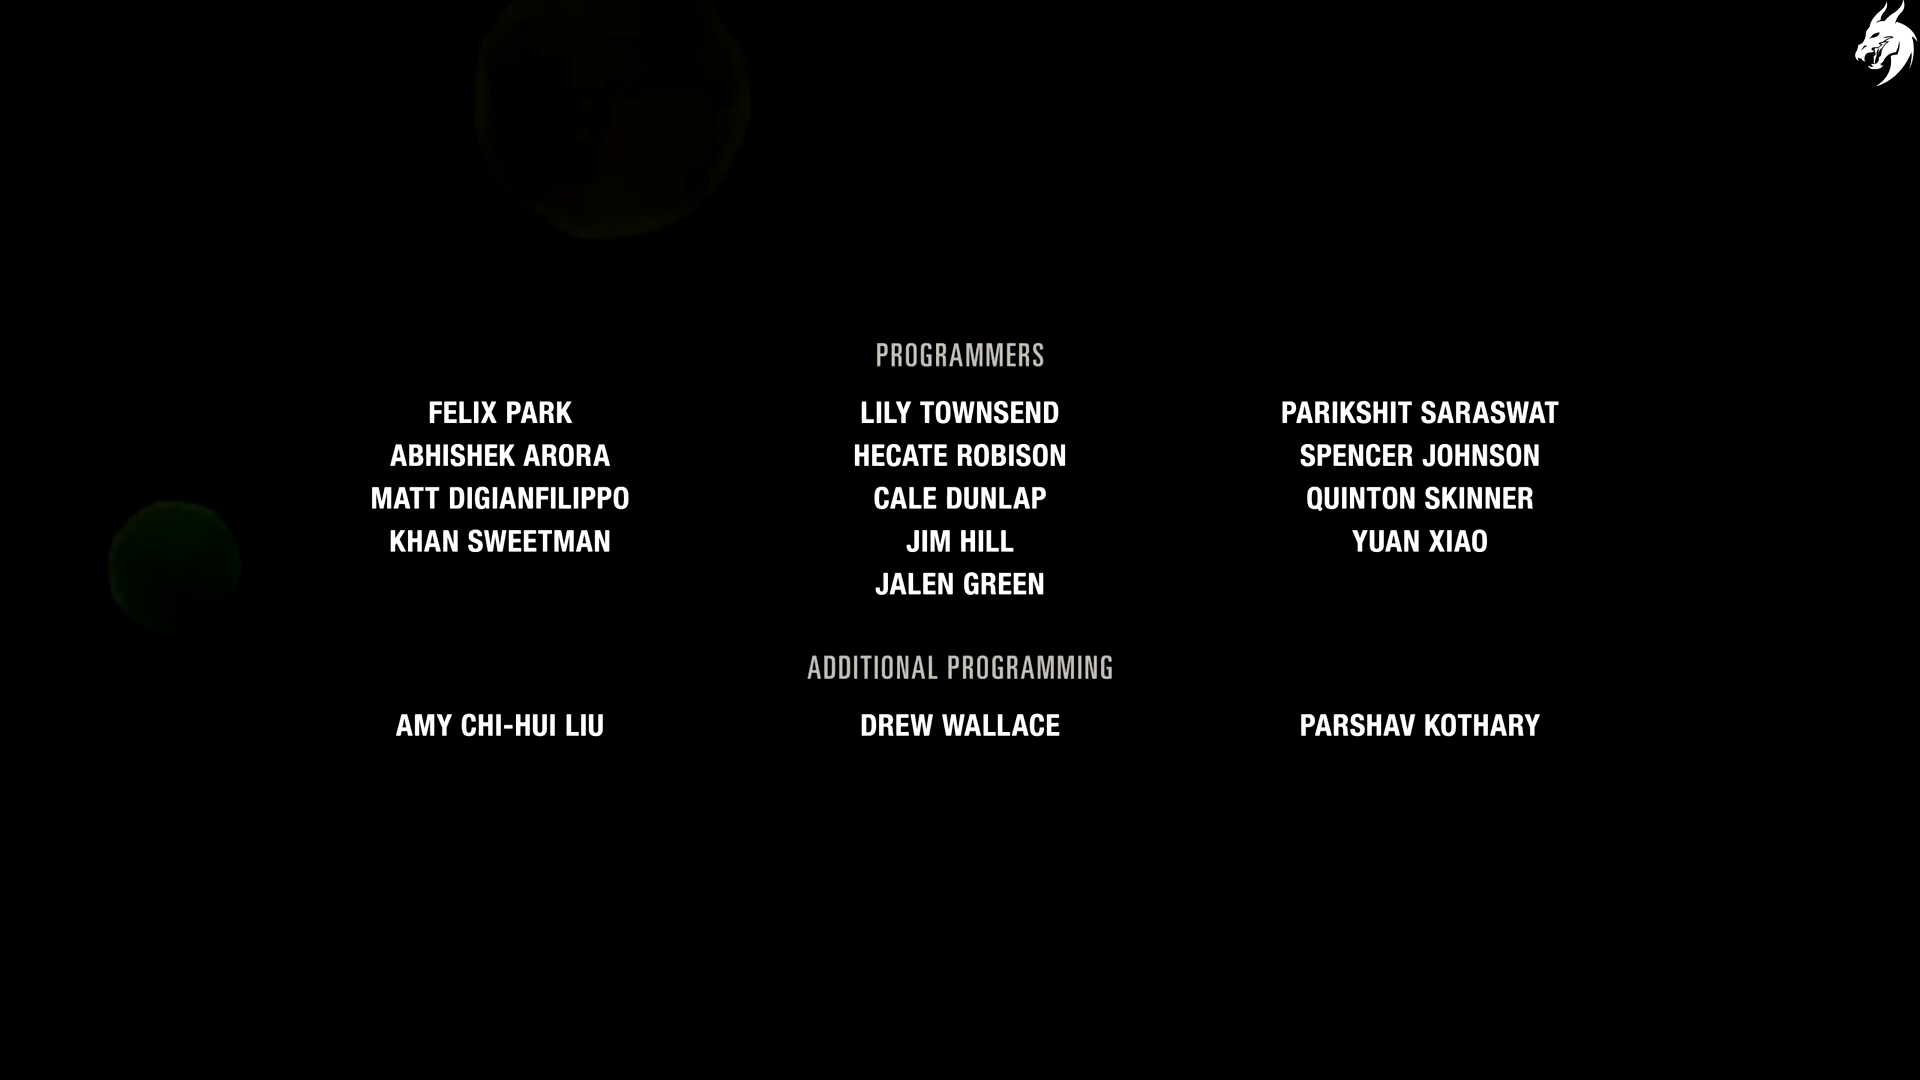 PROGRAMMERS
FELIX PARK LILY TOWNSEND PARIKSHIT SARASWAT
ABHISHEK ARORA HECATE ROBISON SPENCER JOHNSON
MATT DIGIANFILIPPO CALE DUNLAP QUINTON SKINNER
KHAN SWEETMAN JIM HILL YUAN XIAO
JALEN GREEN
ADDITIONAL PROGRAMMING
AMY CHI-HUI LIU DREW WALLACE PARSHAV KOTHARY